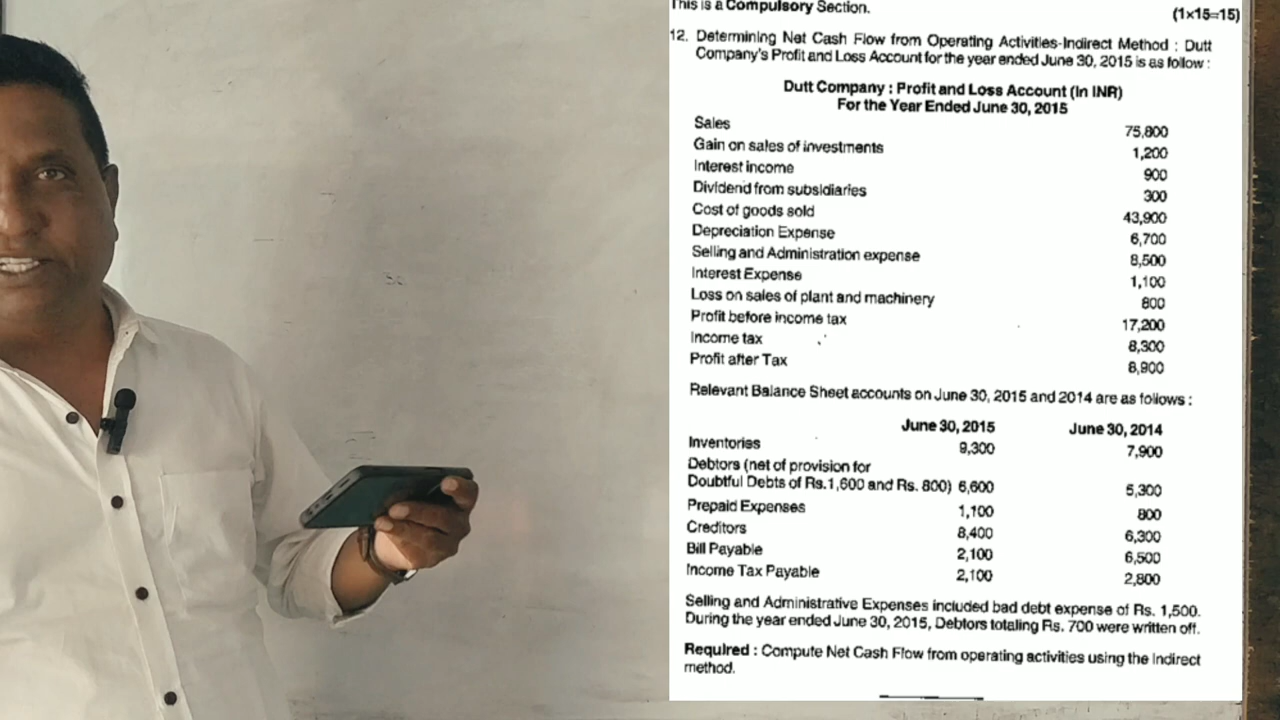 This is a Compulsory Section.
(1×15=15)
12. Determining Net Cash Flow from Operating Activities-Indirect Method : Dutt
Company's Profit and Loss Account for the year ended June 30, 2015 is as follow :
Dutt Company : Profit and Loss Account (In INR)
For the Year Ended June 30, 2015
Sales 75,800
Gain on sales of investments 1,200
Interest income 900
Dividend from subsidiaries 300
Cost of goods sold 43,900
Depreciation Expense 6,700
Selling and Administration expense 8,500
Interest Expense 1,100
Loss on sales of plant and machinery 800
Profit before income tax 17,200
Income tax 8,300
Profit after Tax 8,900
Relevant Balance Sheet accounts on June 30, 2015 and 2014 are as follows :
June 30, 2015 June 30, 2014
Inventories 9,300 7,900
Debtors (net of provision for
Doubtful Debts of Rs.1,600 and Rs. 800) 6,600 5,300
Prepaid Expenses 1,100 800
Creditors 8,400 6,300
Bill Payable 2,100 6,500
Income Tax Payable 2,100 2,800
Selling and Administrative Expenses included bad debt expense of Rs. 1,500.
During the year ended June 30, 2015, Debtors totaling Rs. 700 were written off.
Required : Compute Net Cash Flow from operating activities using the Indirect
method.